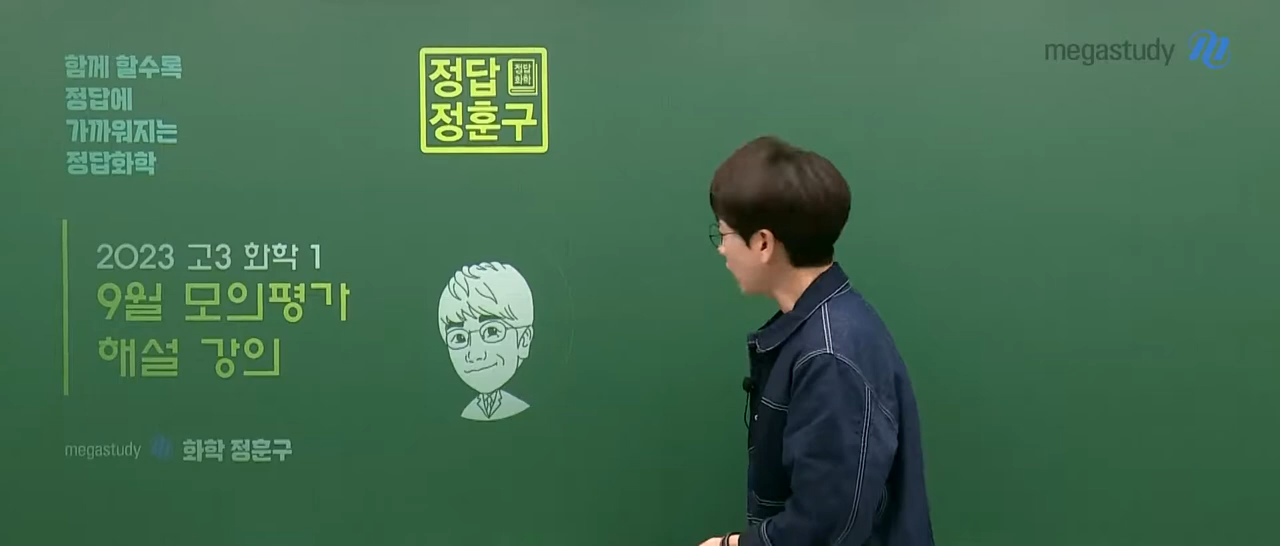 함께 할수록
정답에
가까워지는
정답화학
정답
정답
화학
정훈구
megastudy
2023 고3 화학 1
9월 모의평가
해설 강의
megastudy 화학 정훈구